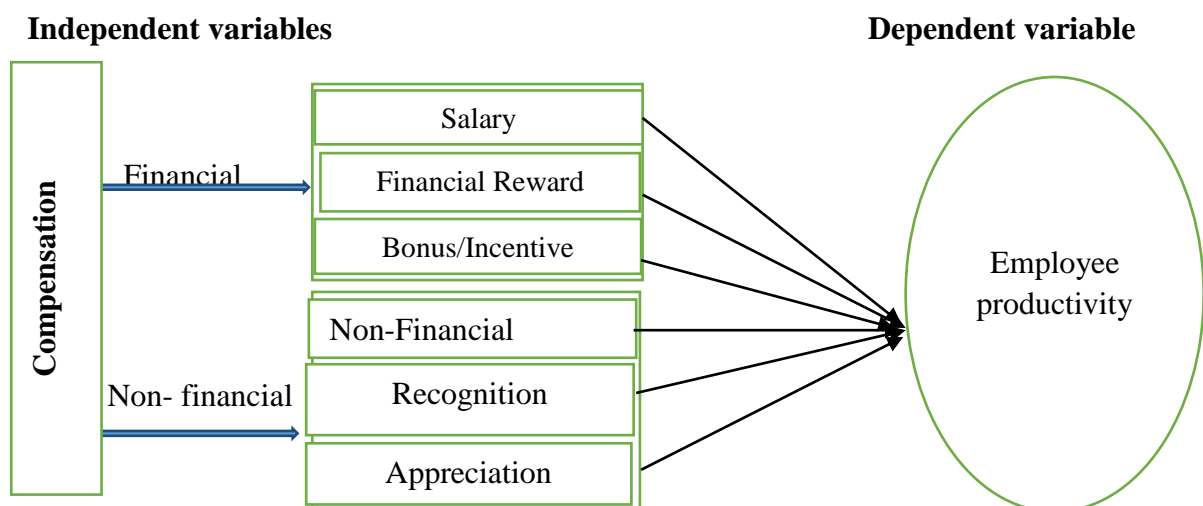 Independent variables
Dependent variable
Compensation
Financial
Non- financial
Salary
Financial Reward
Bonus/Incentive
Non-Financial
Recognition
Appreciation
Employee
productivity